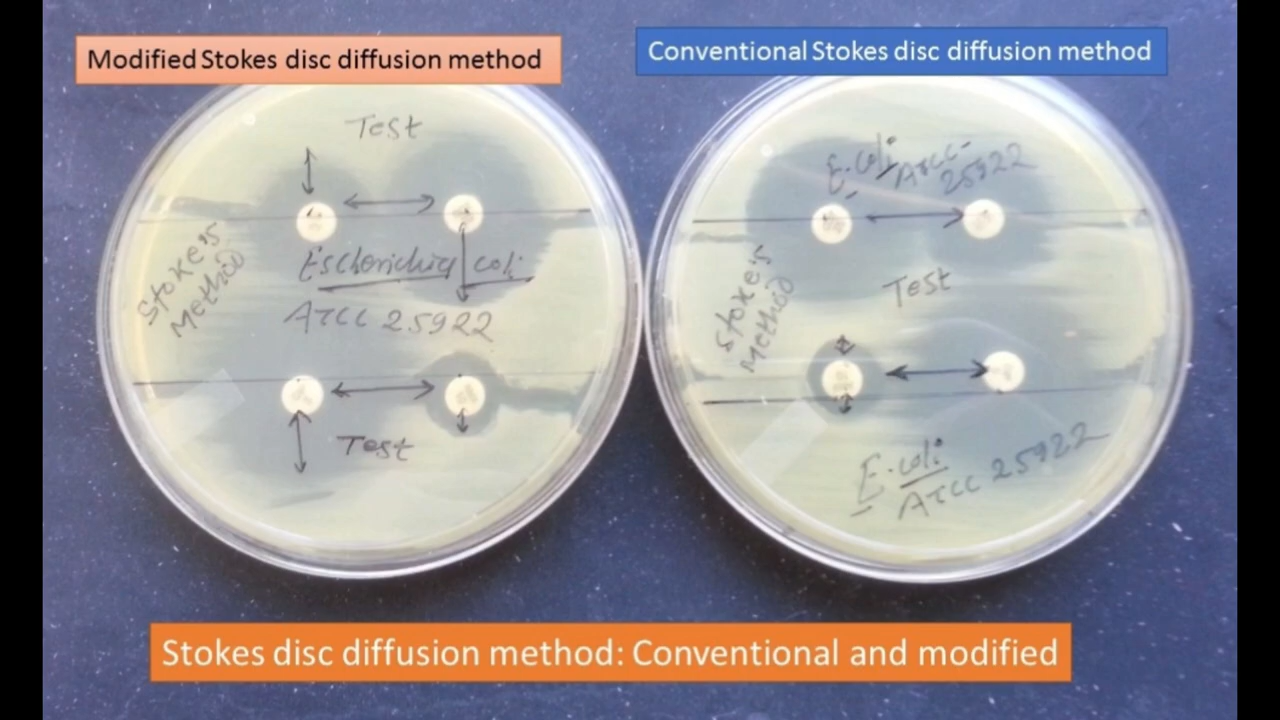 Modified Stokes disc diffusion method
Conventional Stokes disc diffusion method
Test
Stoke's
Method
Escherichia coli
ATCC 25922
Test
E. Coli
ATCC-
25922
Stoke's
Method
Test
E. coli
ATCC 25922
Stokes disc diffusion method: Conventional and modified